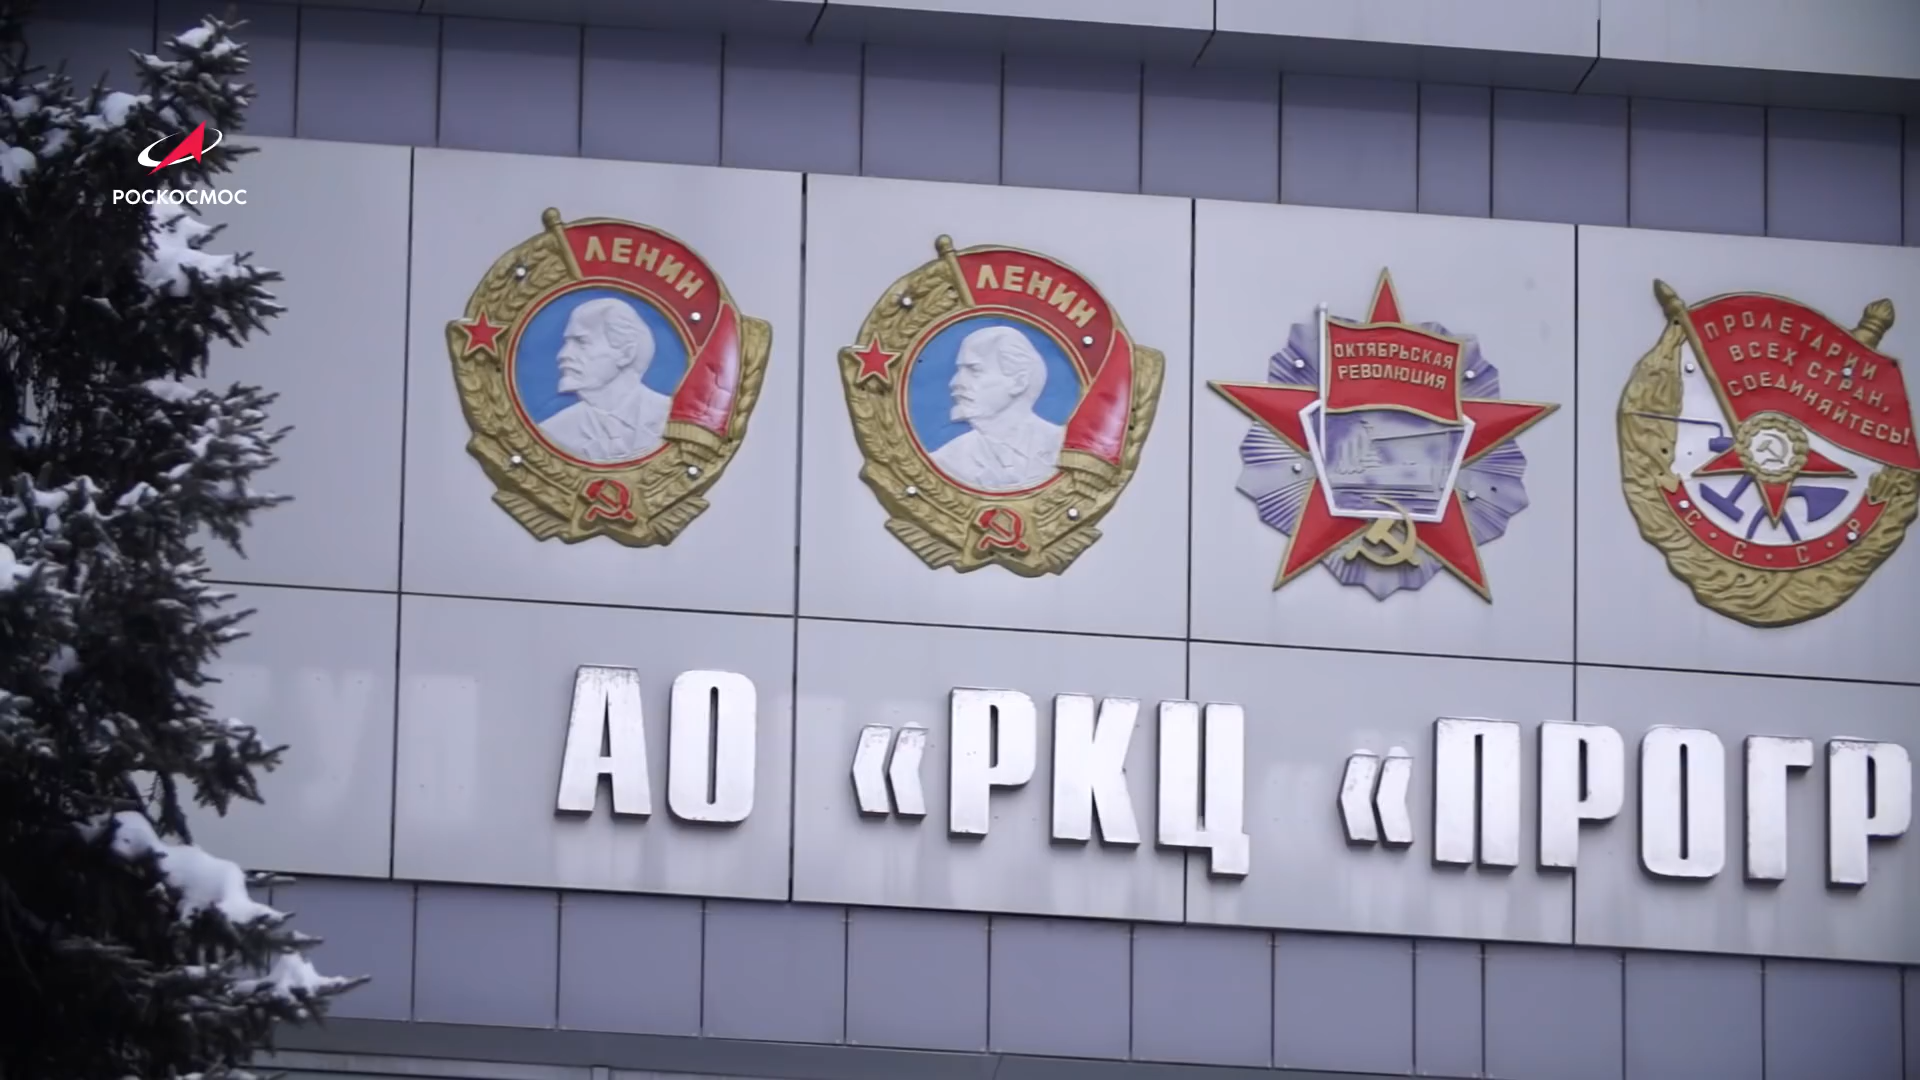 РОСКОСМОС
ЛЕНИН
ЛЕНИН
ОКТЯБРЬСКАЯ
РЕВОЛЮЦИЯ
ПРОЛЕТАРИИ
ВСЕХ СТРАН,
СОЕДИНЯЙТЕСЬ!
С · С · С · Р
АО «РКЦ «ПРОГР